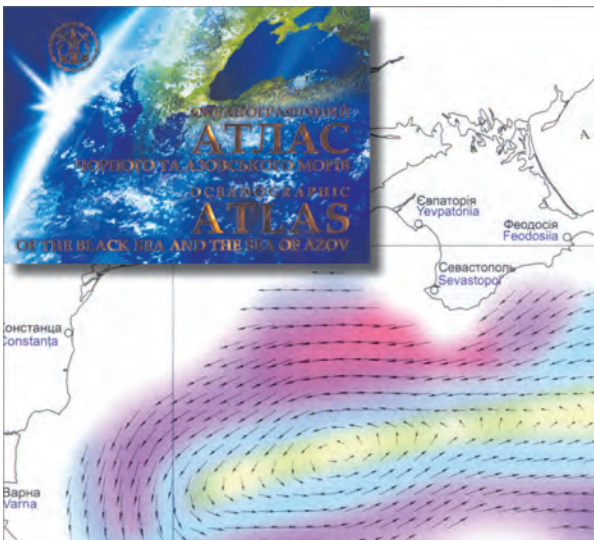 ОКЕАНОГРАФІЧНИЙ
АТЛАС
ЧОРНОГО ТА АЗОВСЬКОГО МОРІВ
OCEANOGRAPHIC
ATLAS
OF THE BLACK SEA AND THE SEA OF AZOV
А
Євпаторія
Yevpatoriia
Феодосія
Feodosiia
Севастополь
Sevastopol
Констанца
Constanța
Варна
Varna